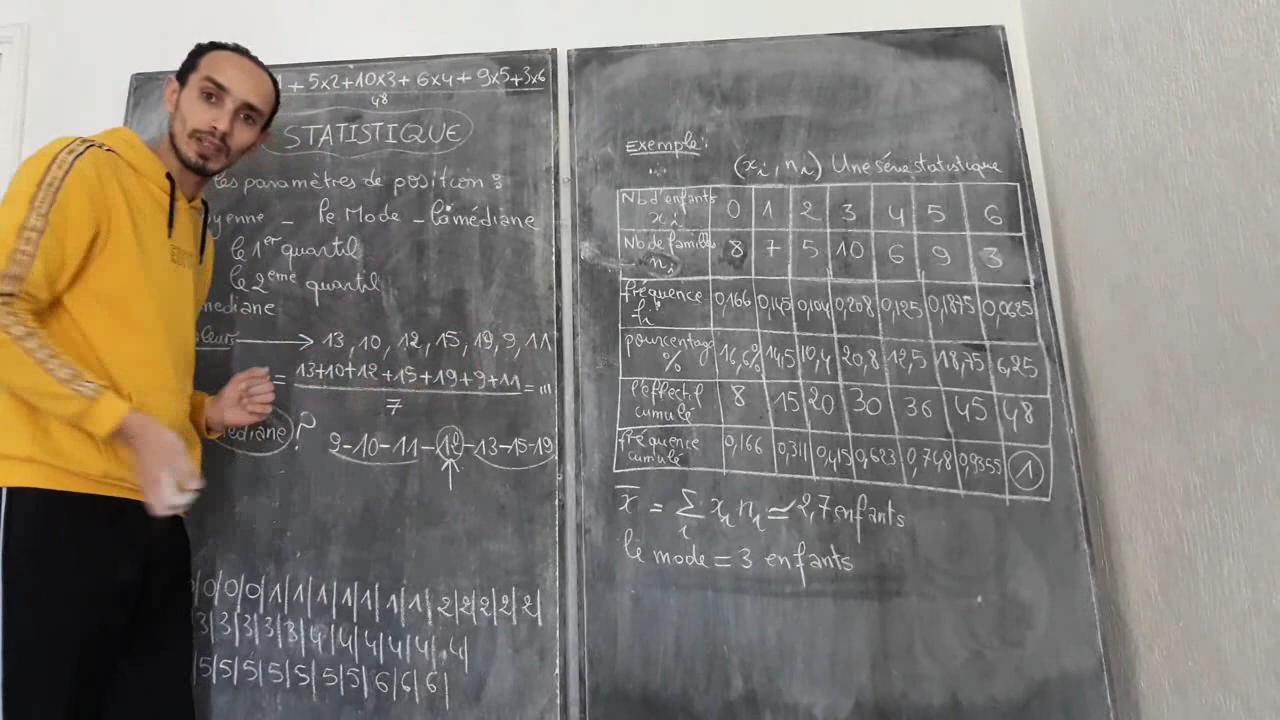 1 + 5x2+10x3+ 6x4+ 9x5+3x6
48
STATISTIQUE
les paramètres de position :
yenne - le Mode - la médiane
le 1er quartil
le 2ème quartil
mediane
leurs → 13, 10, 12, 15, 19, 9, 11
= 13+10+12+15+19+9+11 = ...
7
édiane ?
9-10-11-12-13-15-19
0|0|0|1|1|1|1|1|1|1|2|2|2|2|2|
3|3|3|3|3|4|4|4|4|4|4|
5|5|5|5|5|5|5|6|6|6|
Exemple :
(xi, ni) Une série statistique
Nb d'enfants xi 0 1 2 3 4 5 6
Nb de famille ni 8 7 5 10 6 9 3
fréquence fi 0,166 0,145 0,104 0,208 0,125 0,1875 0,0625
pourcentage % 16,6% 14,5 10,4 20,8 12,5 18,75 6,25
l'effectif cumulé 8 15 20 30 36 45 48
fréquence cumulé 0,166 0,311 0,415 0,623 0,748 0,9355 1
x̄ = ∑i xi ni ≃ 2,7 enfants
le mode = 3 enfants